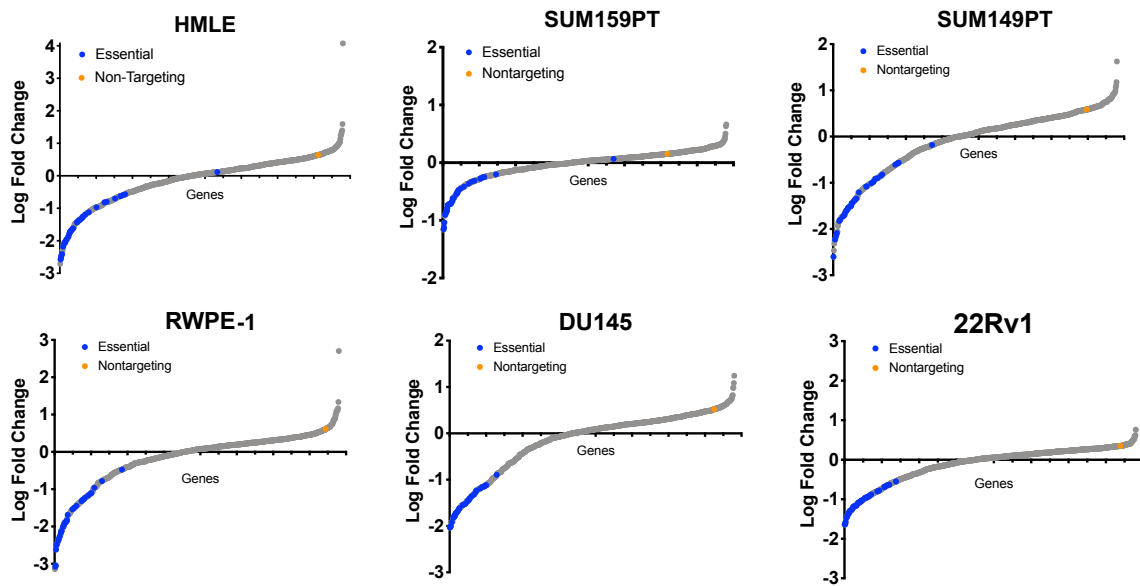 HMLE
Essential
Non-Targeting
Log Fold Change
4
3
2
1
0
-1
-2
-3
Genes
SUM159PT
Essential
Nontargeting
Log Fold Change
2
1
0
-1
2
Genes
SUM149PT
Essential
Nontargeting
Log Fold Change
2
1
0
-1
-2
-3
Genes
RWPE-1
Essential
Nontargeting
Log Fold Change
3
2
1
0
-1
-2
-3
Genes
DU145
Essential
Nontargeting
Log Fold Change
2
1
0
-1
-2
-3
Genes
22Rv1
Essential
Nontargeting
Log Fold Change
3
2
1
0
-1
-2
-3
Genes